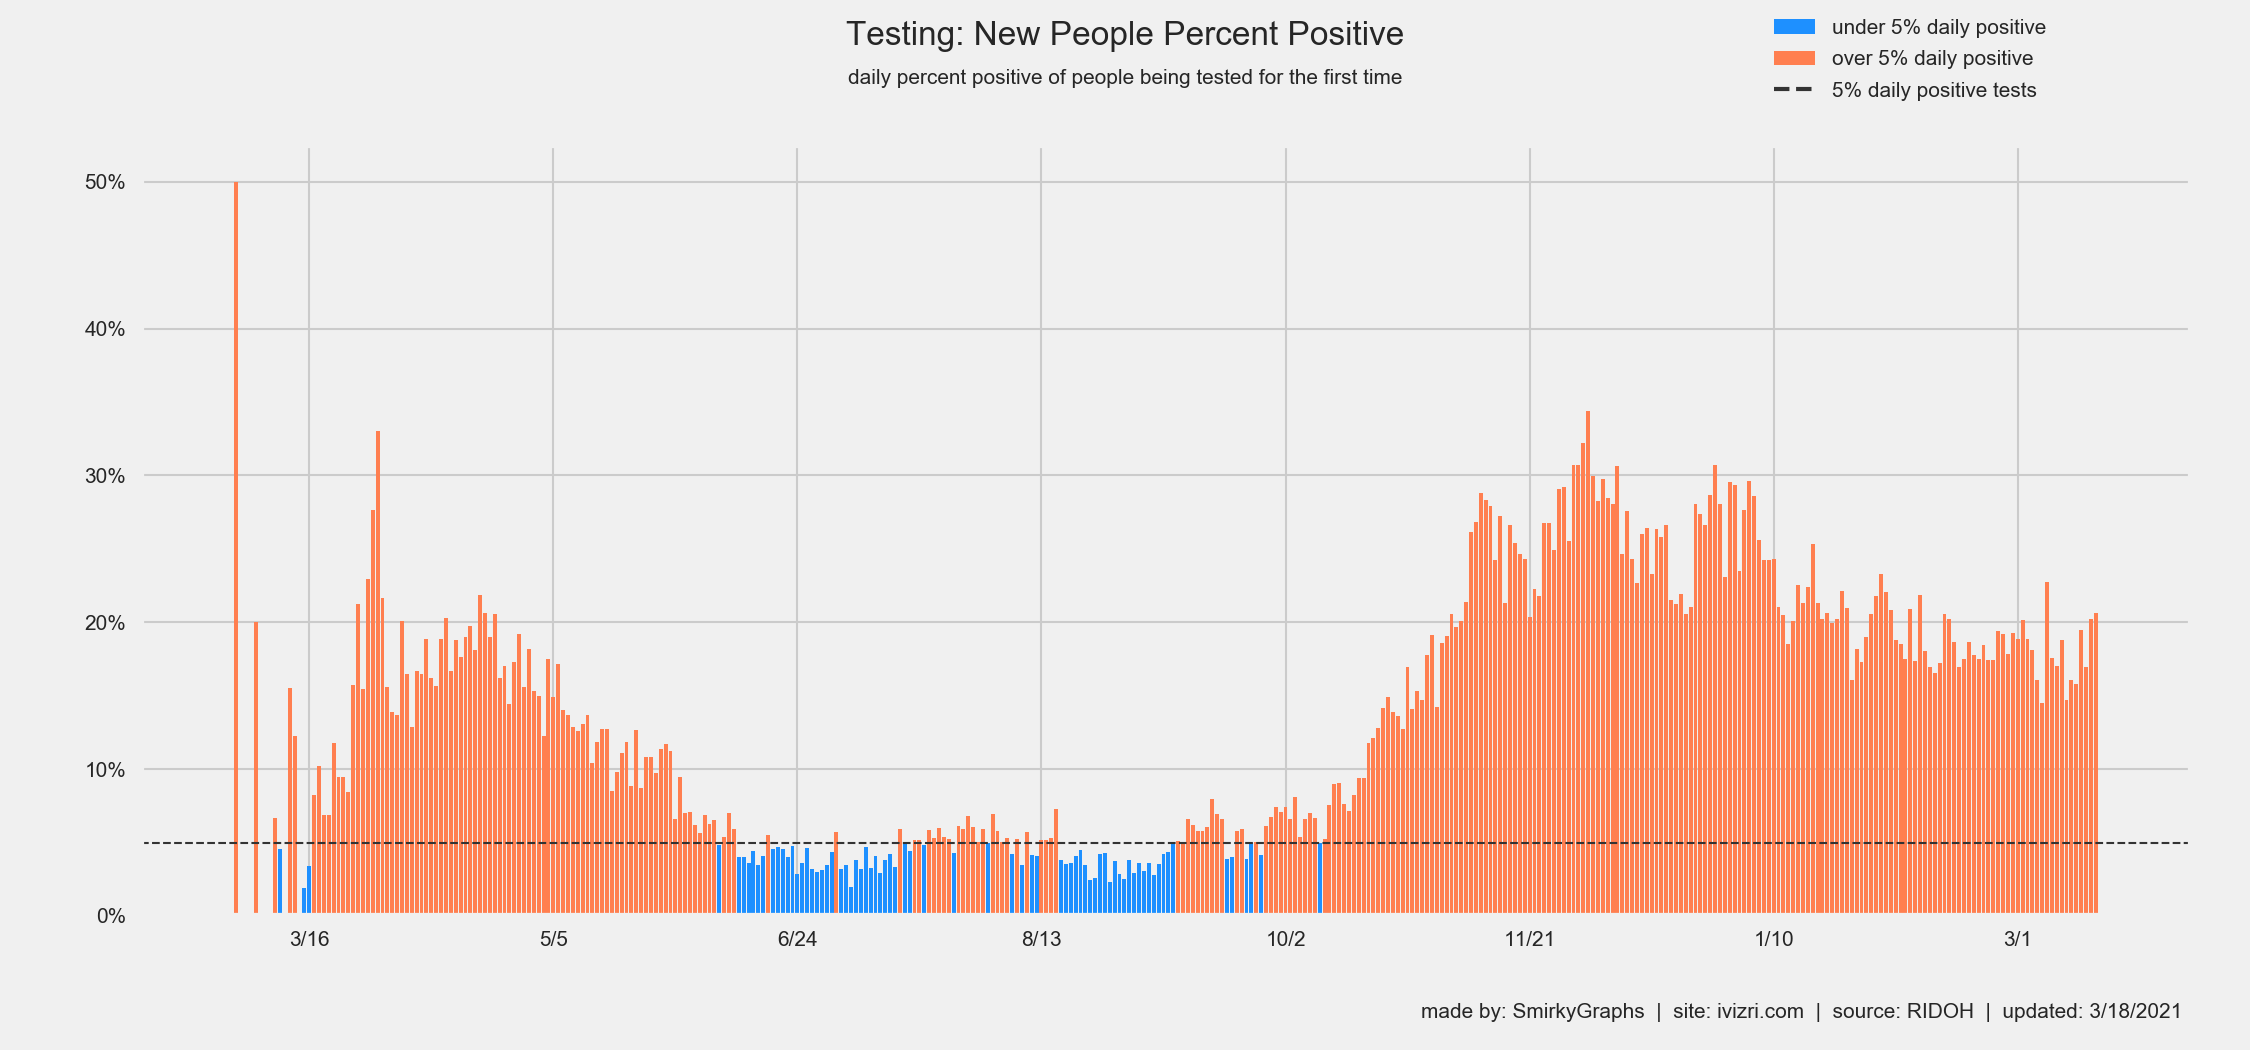 Testing: New People Percent Positive
daily percent positive of people being tested for the first time
under 5% daily positive
over 5% daily positive
5% daily positive tests
50%
40%
30%
20%
10%
0%
3/16 5/5 6/24 8/13 10/2 11/21 1/10 3/1
made by: SmirkyGraphs | site: ivizri.com | source: RIDOH | updated: 3/18/2021